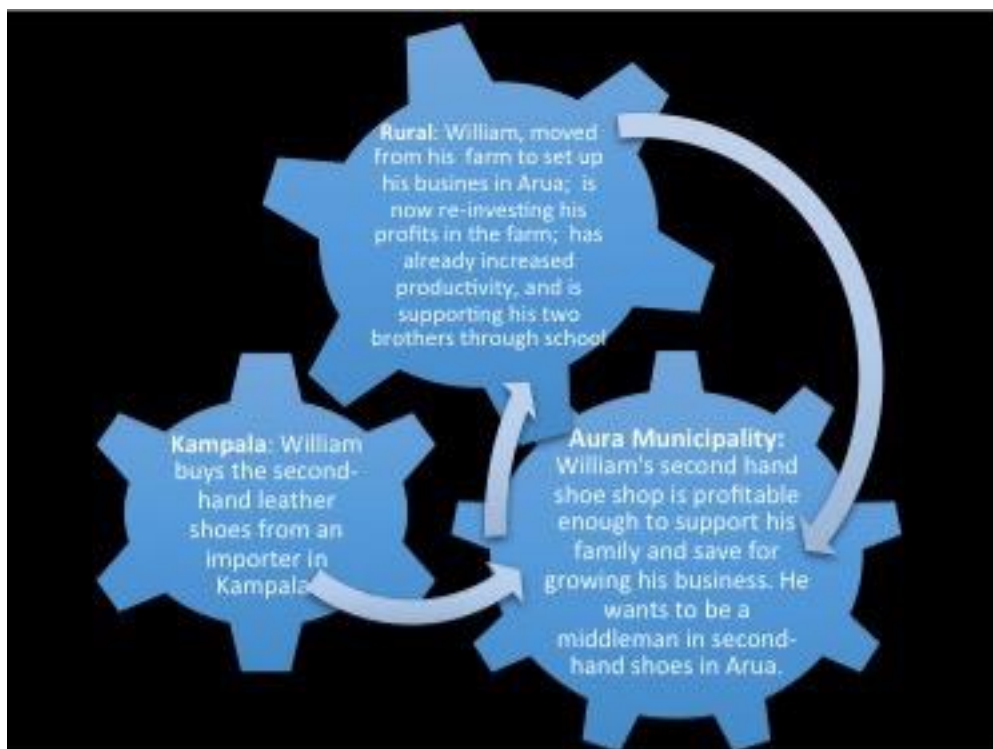 Rural: William, moved
from his farm to set up
his busines in Arua; is
now re-investing his
profits in the farm; has
already increased
productivity, and is
supporting his two
brothers through school
Kampala: William
buys the second-
hand leather
shoes from an
importer in
Kampala
Aura Municipality:
William's second hand
shoe shop is profitable
enough to support his
family and save for
growing his business. He
wants to be a
middleman in second-
hand shoes in Arua.